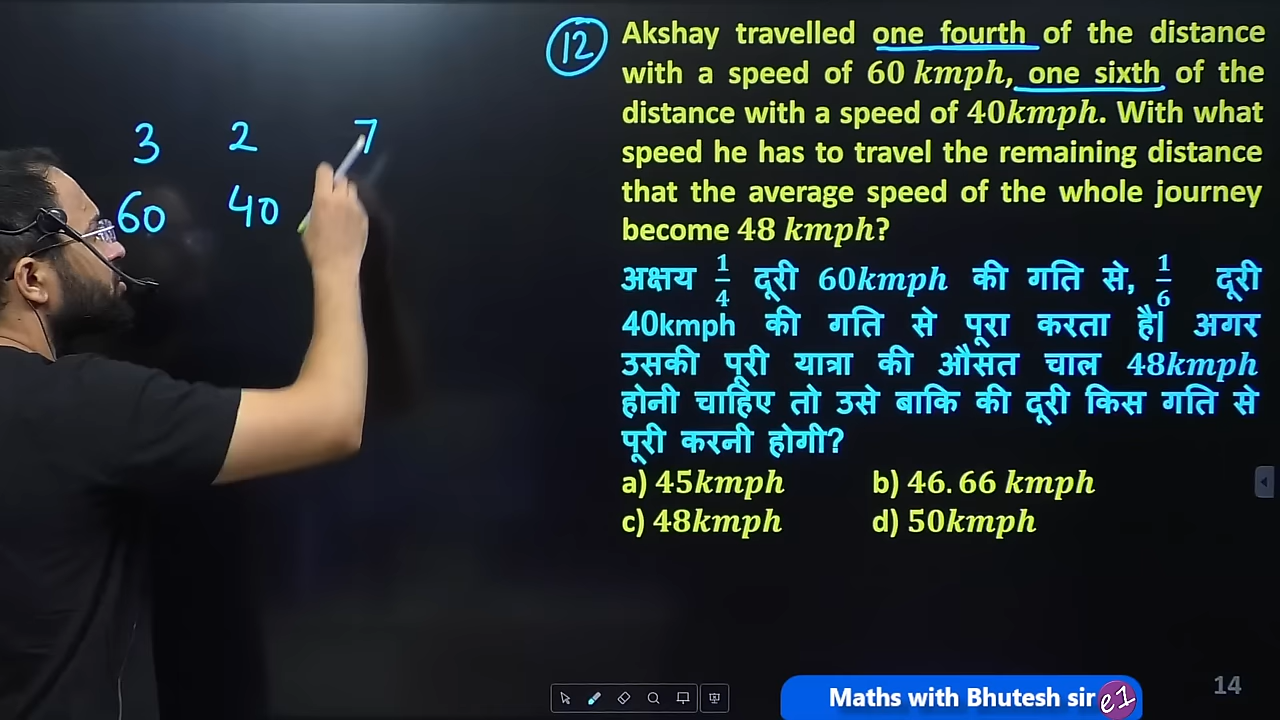 12
Akshay travelled one fourth of the distance
with a speed of 60 kmph, one sixth of the
distance with a speed of 40kmph. With what
speed he has to travel the remaining distance
that the average speed of the whole journey
become 48 kmph?
अक्षय 1/4 दूरी 60kmph की गति से, 1/6 दूरी
40kmph की गति से पूरा करता है| अगर
उसकी पूरी यात्रा की औसत चाल 48kmph
होनी चाहिए तो उसे बाकि की दूरी किस गति से
पूरी करनी होगी?
a) 45kmph b) 46.66 kmph
c) 48kmph d) 50kmph
3 2 7
60 40
Maths with Bhutesh sir e1
14